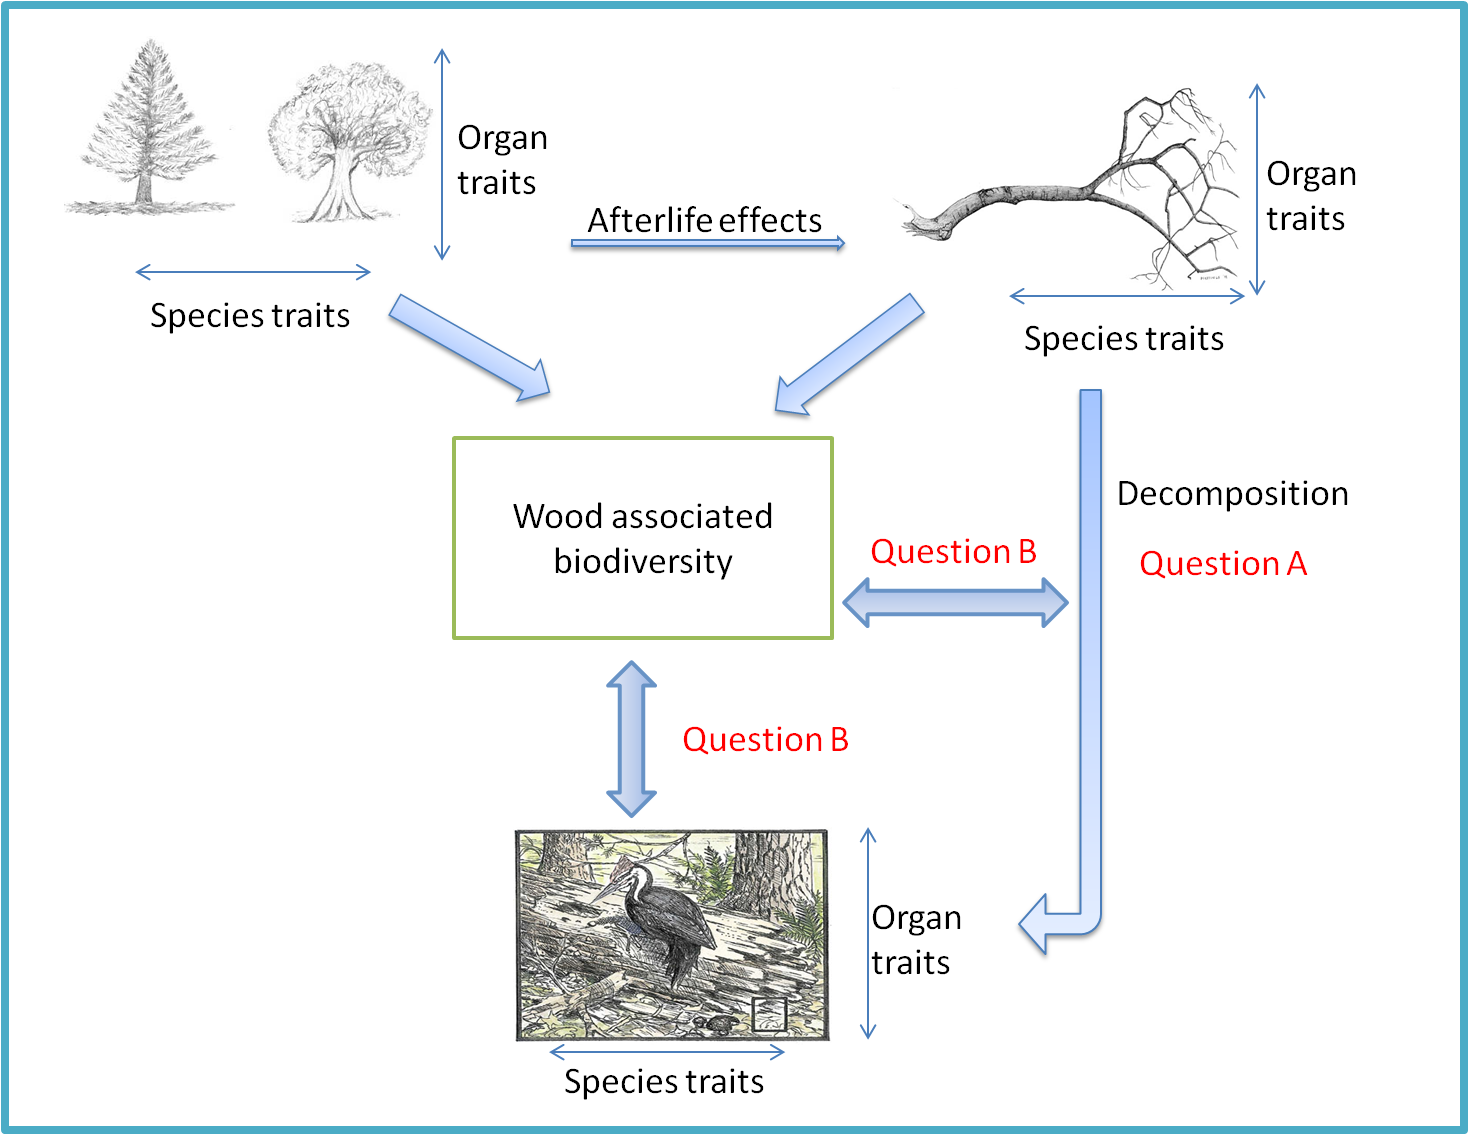 Organ
traits
Species traits
Afterlife effects
Organ
traits
Species traits
Wood associated
biodiversity
Question B
Decomposition
Question A
Question B
Organ
traits
Species traits